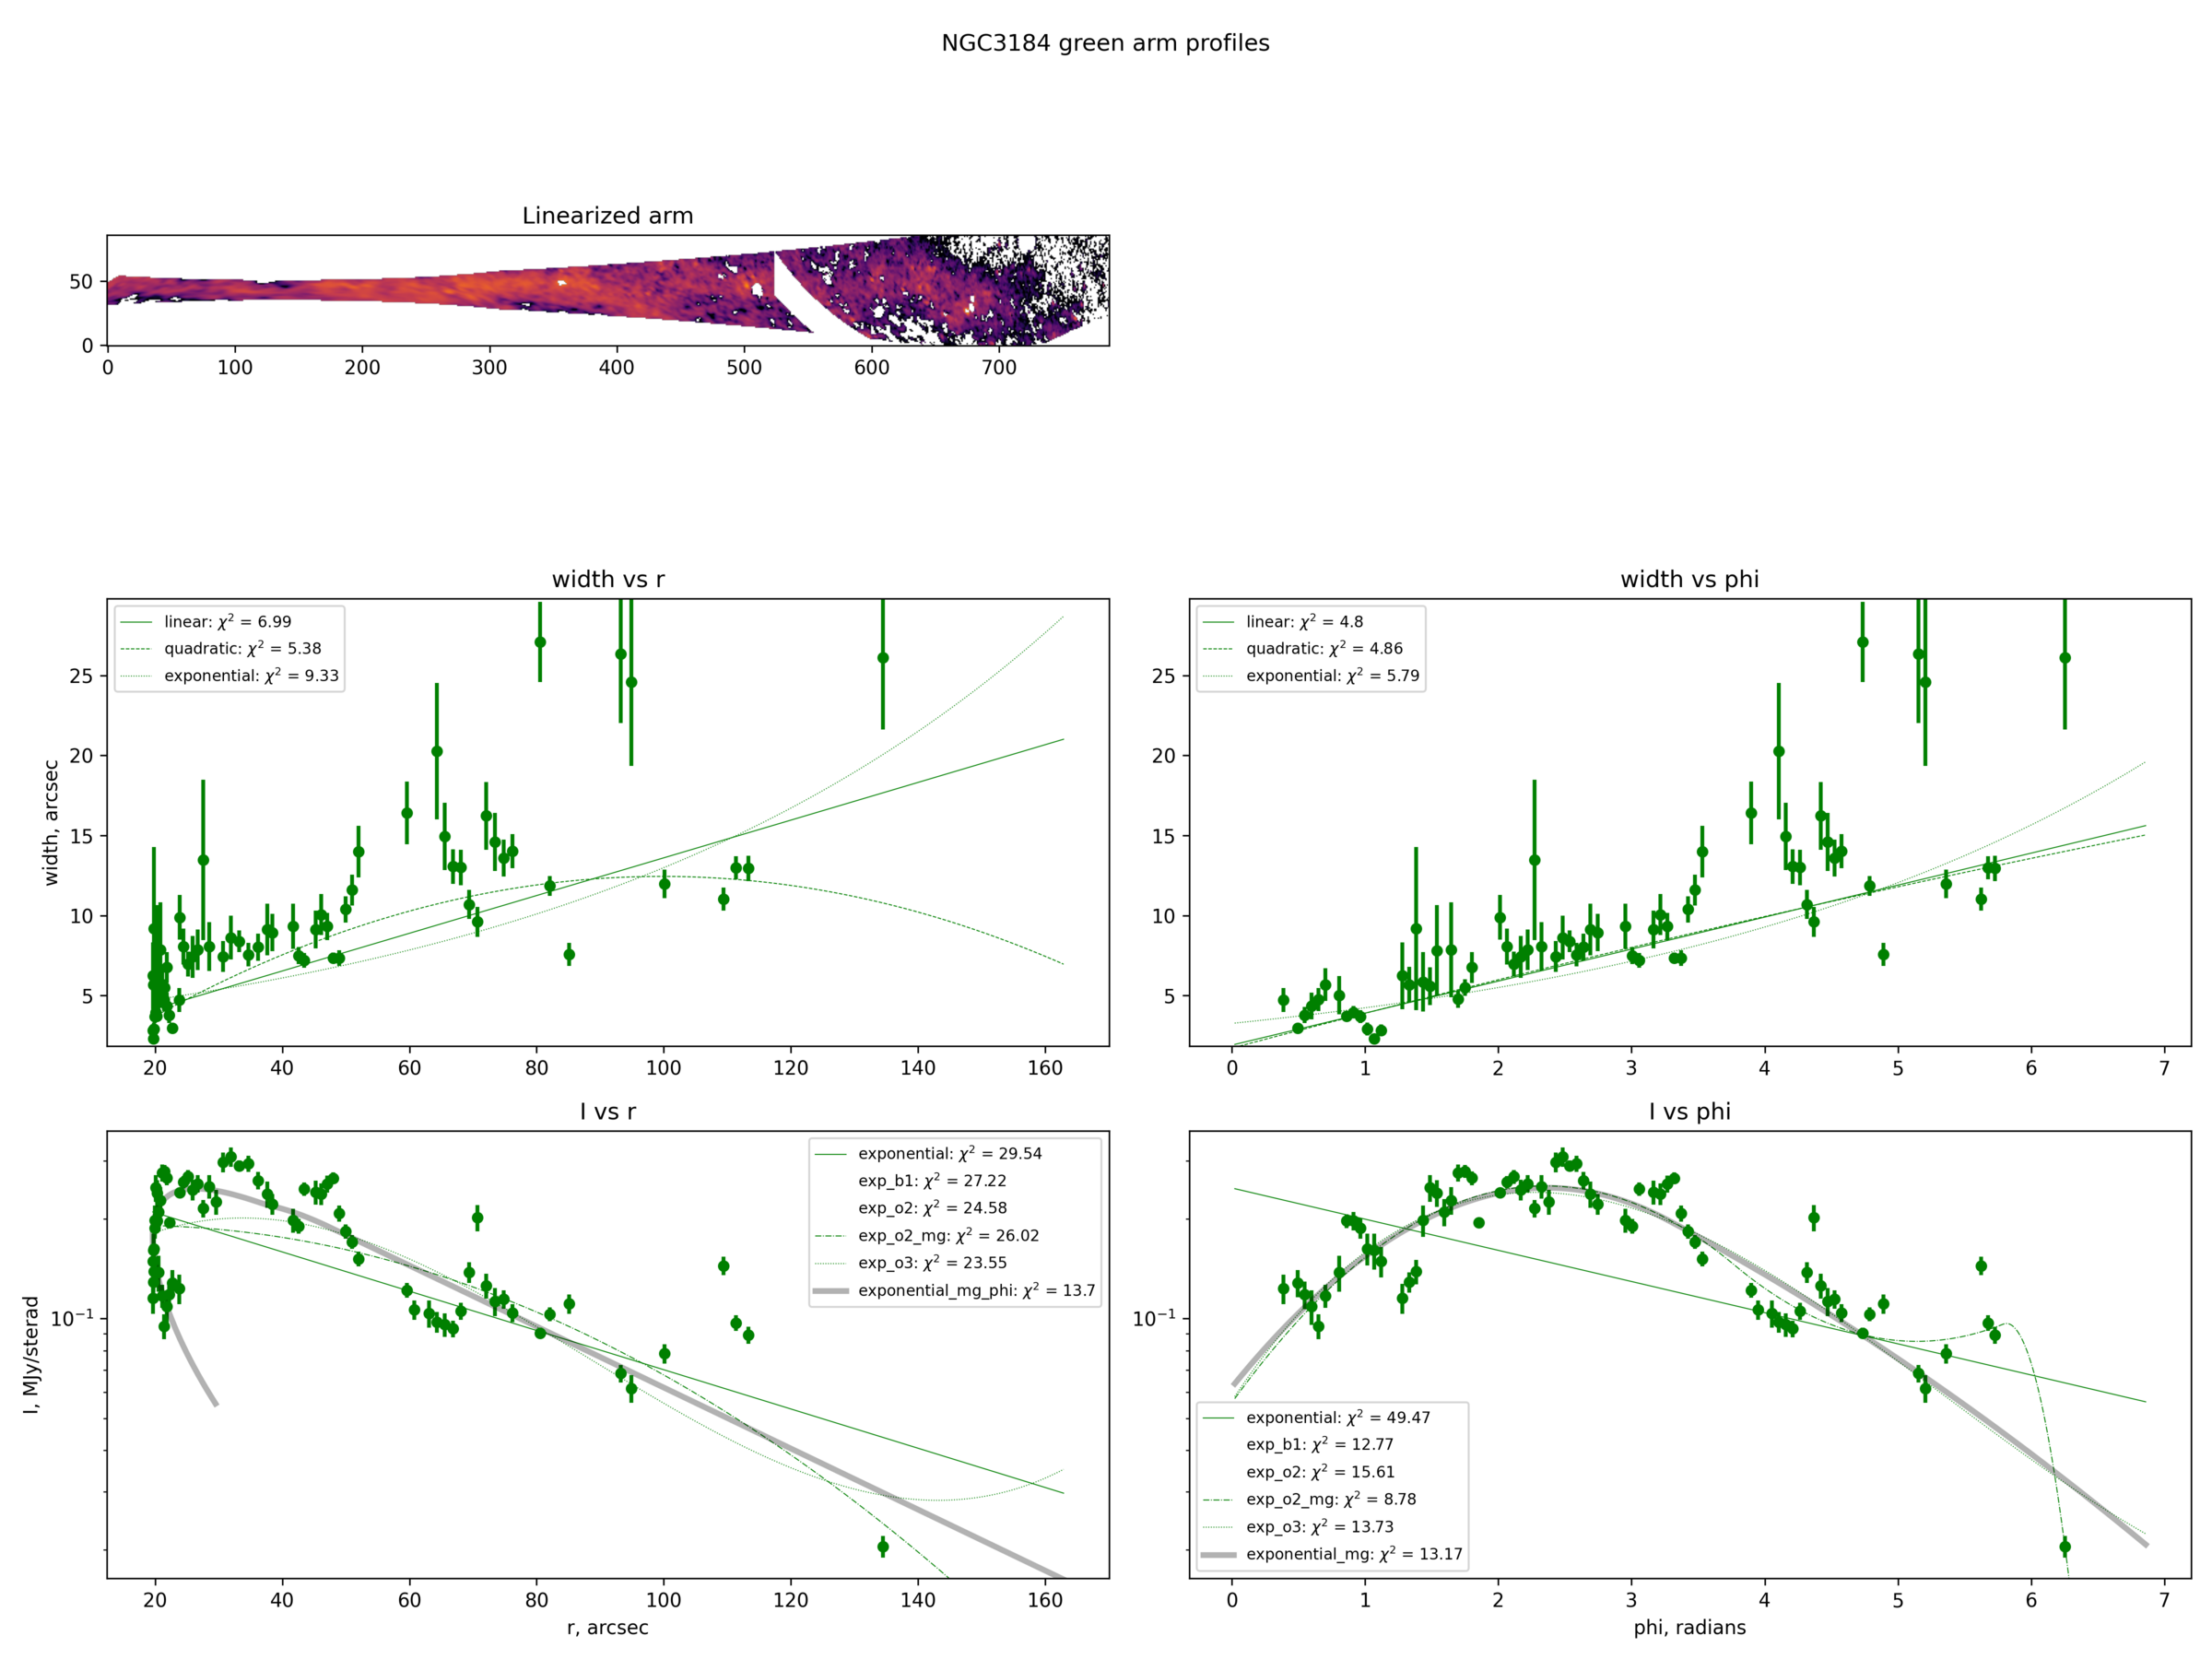 NGC3184 green arm profiles
Linearized arm
50
0
0 100 200 300 400 500 600 700
width vs r
width, arcsec
25
20
15
10
5
linear: χ² = 6.99
quadratic: χ² = 5.38
exponential: χ² = 9.33
20 40 60 80 100 120 140 160
width vs phi
25
20
15
10
5
linear: χ² = 4.8
quadratic: χ² = 4.86
exponential: χ² = 5.79
0 1 2 3 4 5 6 7
I vs r
I, MJy/sterad
10⁻¹
exponential: χ² = 29.54
exp_b1: χ² = 27.22
exp_o2: χ² = 24.58
exp_o2_mg: χ² = 26.02
exp_o3: χ² = 23.55
exponential_mg_phi: χ² = 13.7
20 40 60 80 100 120 140 160
r, arcsec
I vs phi
10⁻¹
exponential: χ² = 49.47
exp_b1: χ² = 12.77
exp_o2: χ² = 15.61
exp_o2_mg: χ² = 8.78
exp_o3: χ² = 13.73
exponential_mg: χ² = 13.17
0 1 2 3 4 5 6 7
phi, radians